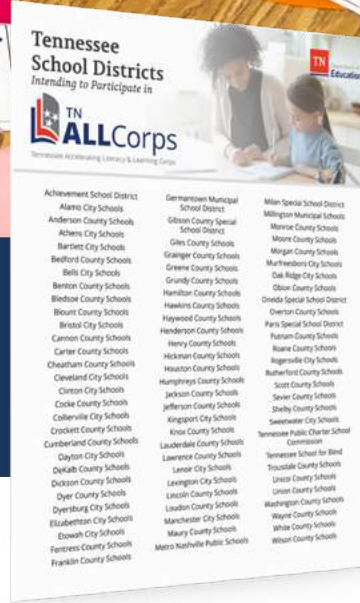 Tennessee
School Districts
Intending to Participate in
TN
ALLCorps
Tennessee Accelerating Literacy & Learning Corps
TN
Department of
Education
Achievement School District
Alamo City Schools
Anderson County Schools
Athens City Schools
Bartlett City Schools
Bedford County Schools
Bells City Schools
Benton County Schools
Bledsoe County Schools
Blount County Schools
Bristol City Schools
Cannon County Schools
Carter County Schools
Cheatham County Schools
Cleveland City Schools
Clinton City Schools
Cocke County Schools
Collierville City Schools
Crockett County Schools
Cumberland County Schools
Dayton City Schools
DeKalb County Schools
Dickson County Schools
Dyer County Schools
Dyersburg City Schools
Elizabethton City Schools
Etowah City Schools
Fentress County Schools
Franklin County Schools
Germantown Municipal
School District
Gibson County Special
School District
Giles County Schools
Grainger County Schools
Greene County Schools
Grundy County Schools
Hamilton County Schools
Hawkins County Schools
Haywood County Schools
Henderson County Schools
Henry County Schools
Hickman County Schools
Houston County Schools
Humphreys County Schools
Jackson County Schools
Jefferson County Schools
Kingsport City Schools
Knox County Schools
Lauderdale County Schools
Lawrence County Schools
Lenoir City Schools
Lexington City Schools
Lincoln County Schools
Loudon County Schools
Manchester City Schools
Maury County Schools
Metro Nashville Public Schools
Milan Special School District
Millington Municipal Schools
Monroe County Schools
Moore County Schools
Morgan County Schools
Murfreesboro City Schools
Oak Ridge City Schools
Obion County Schools
Oneida Special School District
Overton County Schools
Paris Special School District
Putnam County Schools
Roane County Schools
Rogersville City Schools
Rutherford County Schools
Scott County Schools
Sevier County Schools
Shelby County Schools
Sweetwater City Schools
Tennessee Public Charter School
Commission
Tennessee School for Blind
Trousdale County Schools
Unicoi County Schools
Union County Schools
Washington County Schools
Wayne County Schools
White County Schools
Wilson County Schools